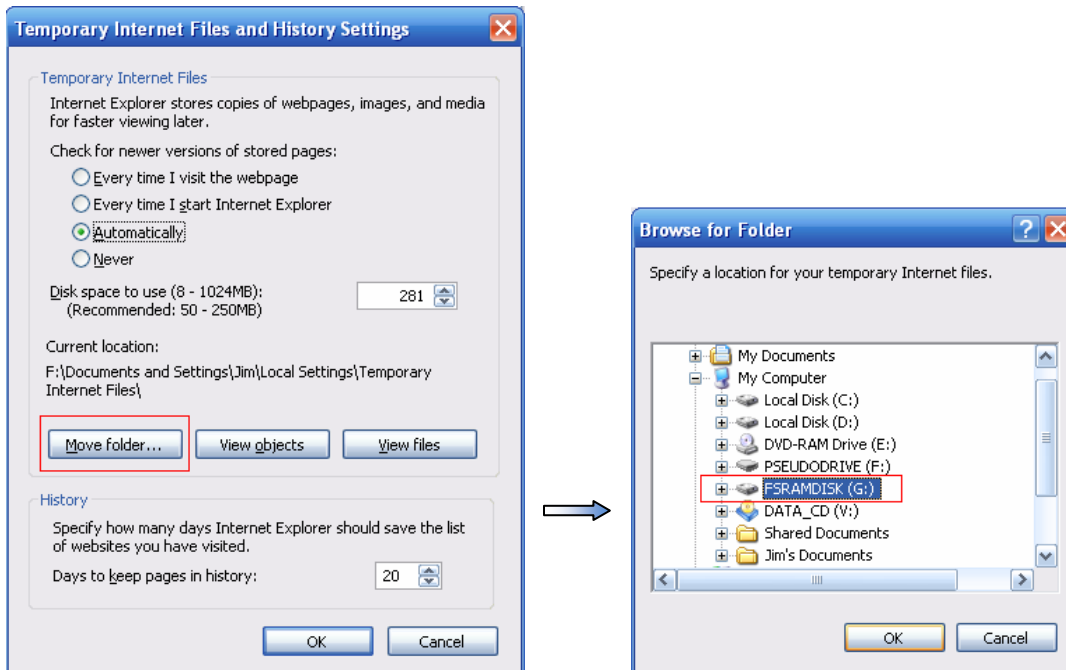 Temporary Internet Files and History Settings
Temporary Internet Files
Internet Explorer stores copies of webpages, images, and media
for faster viewing later.
Check for newer versions of stored pages:
Every time I visit the webpage
Every time I start Internet Explorer
Automatically
Never
Disk space to use (8 - 1024MB):
281
(Recommended: 50 - 250MB)
Current location:
F:\Documents and Settings\Jim\Local Settings\Temporary
Internet Files\
Move folder...
View objects
View files
History
Specify how many days Internet Explorer should save the list
of websites you have visited.
Days to keep pages in history:
20
OK
Cancel
Browse for Folder
Specify a location for your temporary Internet files.
My Documents
My Computer
Local Disk (C:)
Local Disk (D:)
DVD-RAM Drive (E:)
PSEUDODRIVE (F:)
FSRAMDISK (G:)
DATA_CD (V:)
Shared Documents
Jim's Documents
OK
Cancel